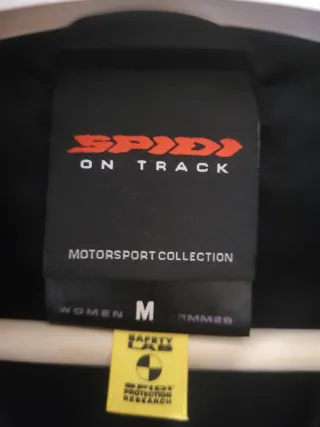 SPIDI
ON TRACK
MOTORSPORT COLLECTION
WOMEN M
SAFETY
LAB
SPIDI
PROTECTION
RESEARCH